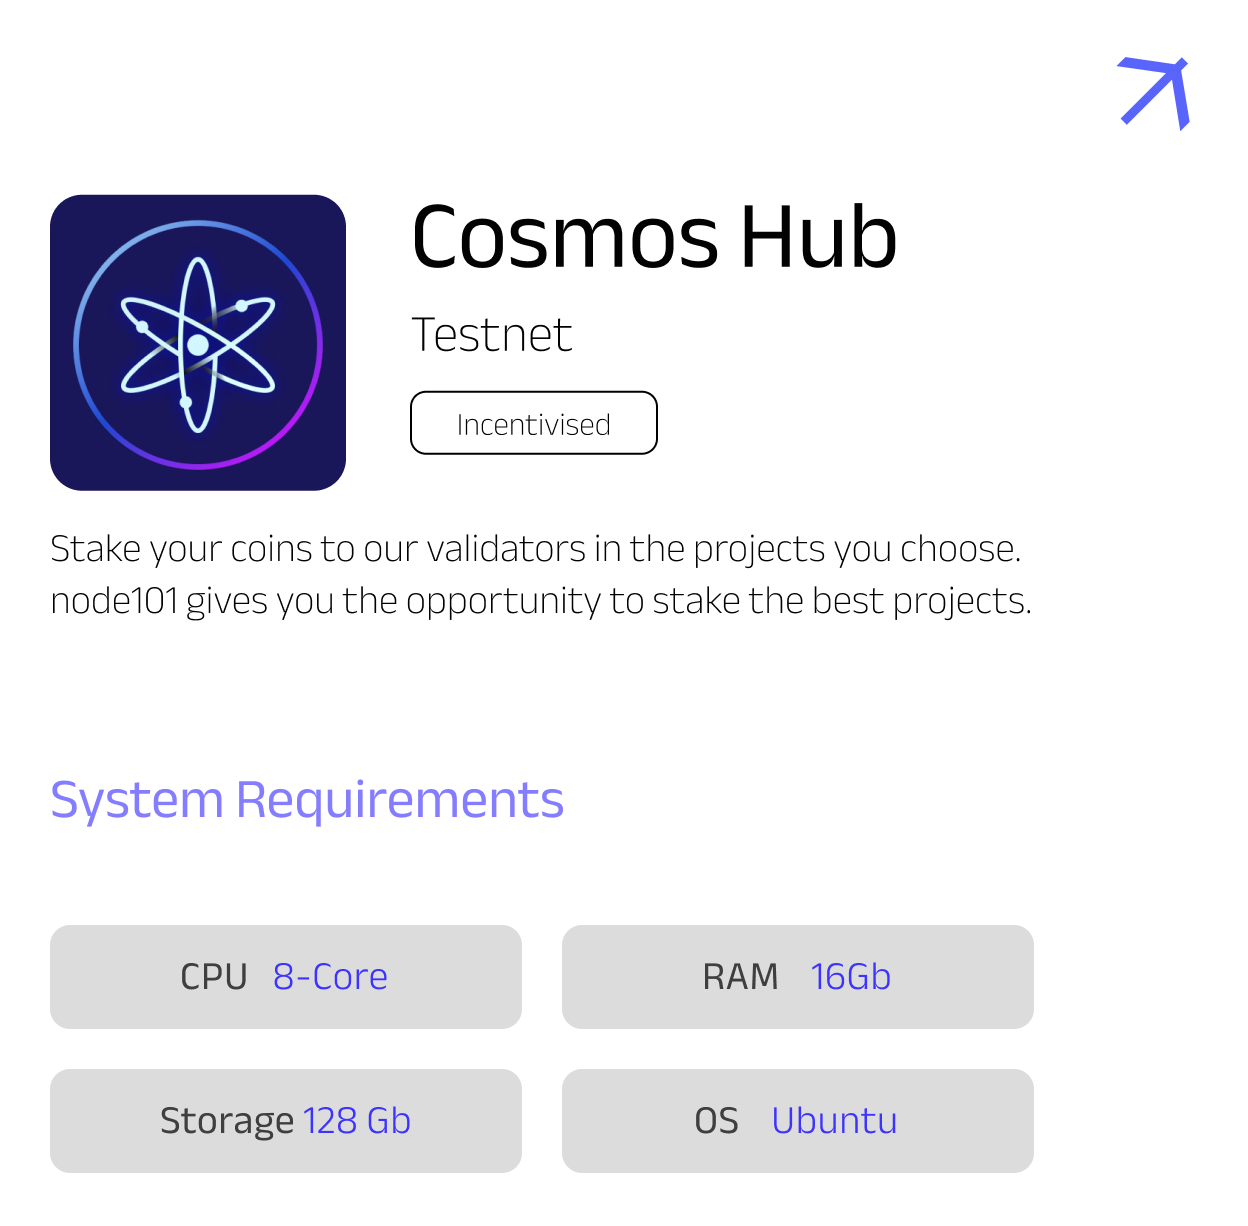 Cosmos Hub
Testnet
Incentivised
Stake your coins to our validators in the projects you choose.
node101 gives you the opportunity to stake the best projects.
System Requirements
CPU 8-Core
RAM 16Gb
Storage 128 Gb
OS Ubuntu